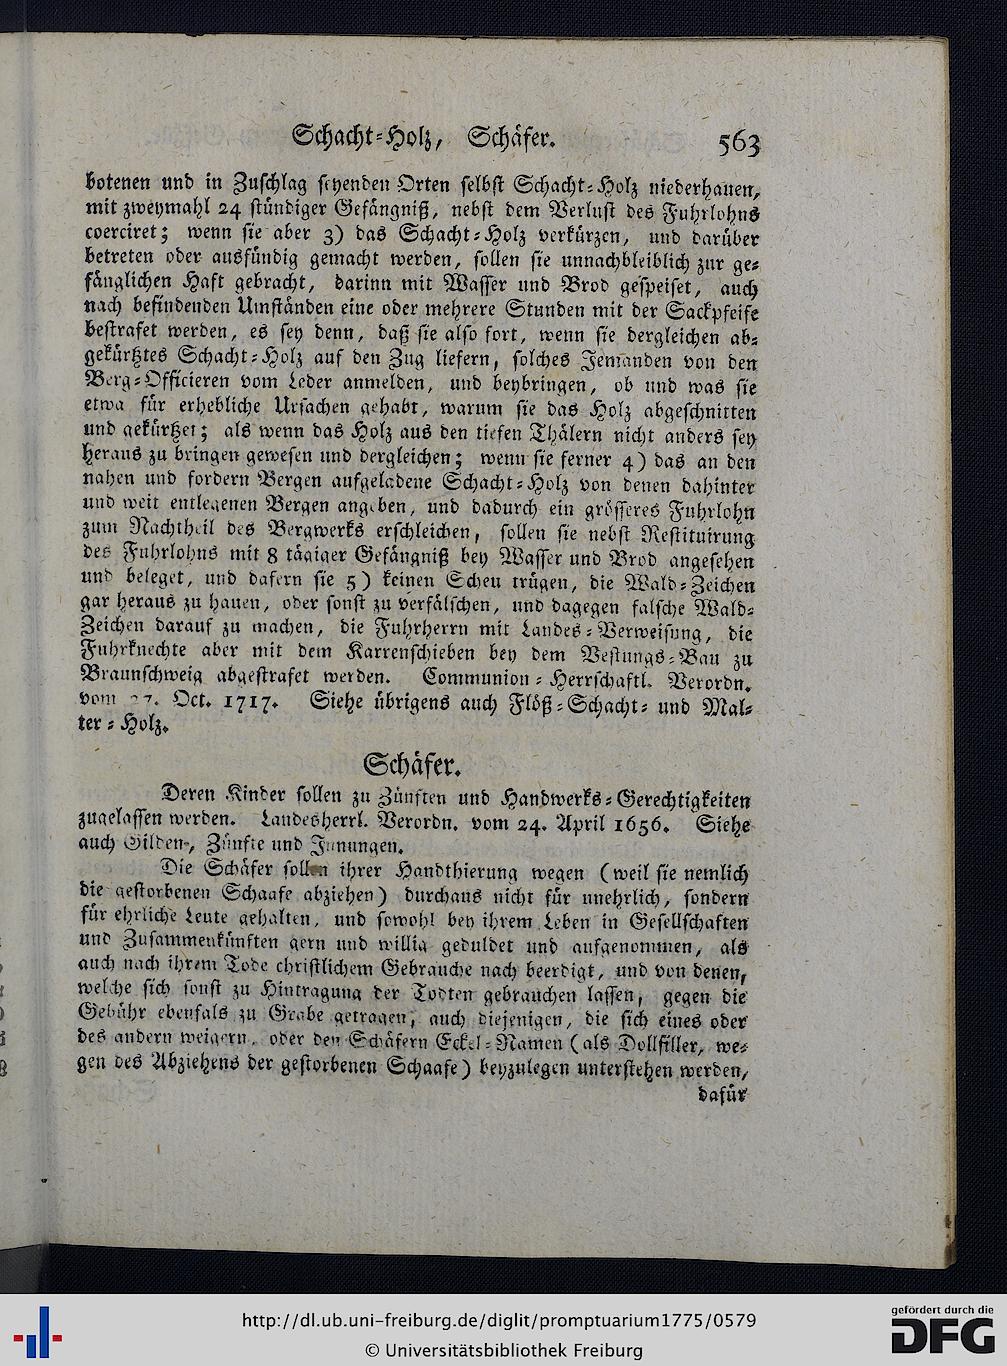 Schacht-Holz, Schäfer. 563
botenen und in Zuschlag seyenden Orten selbst Schacht-Holz niederhauen,
mit zweymahl 24 stündiger Gefängniß, nebst dem Verlust des Fuhrlohns
coerciret; wenn sie aber 3) das Schacht-Holz verkürzen, und darüber
betreten oder ausfündig gemacht werden, sollen sie unnachbleiblich zur ge-
fänglichen Haft gebracht, darinn mit Wasser und Brod gespeiset, auch
nach befindenden Umständen eine oder mehrere Stunden mit der Sackpfeife
bestrafet werden, es sey denn, daß sie also fort, wenn sie dergleichen ab-
gekürtztes Schacht-Holz auf den Zug liefern, solches Jemanden von den
Berg-Officieren vom Leder anmelden, und beybringen, ob und was sie
etwa für erhebliche Ursachen gehabt, warum sie das Holz abgeschnitten
und gekürtzet; als wenn das Holz aus den tiefen Thälern nicht anders sey
heraus zu bringen gewesen und dergleichen; wenn sie ferner 4) das an den
nahen und fordern Bergen aufgeladene Schacht-Holz von denen dahinter
und weit entlegenen Bergen angeben, und dadurch ein grösseres Fuhrlohn
zum Nachtheil des Bergwerks erschleichen, sollen sie nebst Restituirung
des Fuhrlohns mit 8 tägiger Gefängniß bey Wasser und Brod angesehen
und beleget, und dafern sie 5) keinen Scheu trügen, die Wald-Zeichen
gar heraus zu hauen, oder sonst zu verfälschen, und dagegen falsche Wald-
Zeichen darauf zu machen, die Fuhrherrn mit Landes-Verweisung, die
Fuhrknechte aber mit dem Karrenschieben bey dem Vestungs-Bau zu
Braunschweig abgestrafet werden. Communion-Herrschaftl. Verordn.
vom Oct. 1717. Siehe übrigens auch Flöß-Schacht- und Mal-
ter-Holz.
Schäfer.
Deren Kinder sollen zu Zünften und Handwerks-Gerechtigkeiten
zugelassen werden. Landesherrl. Verordn. vom 24. April 1656. Siehe
auch Gilden-, Zünfte und Innungen.
Die Schäfer sollen ihrer Handthierung wegen (weil sie nemlich
die gestorbenen Schaafe abziehen) durchaus nicht für unehrlich, sondern
für ehrliche Leute gehalten, und sowohl bey ihrem Leben in Gesellschaften
und Zusammenkünften gern und willig geduldet und aufgenommen, als
auch nach ihrem Tode christlichem Gebrauche nach beerdigt, und von denen,
welche sich sonst zu Hintragung der Todten gebrauchen lassen, gegen die
Gebühr ebenfals zu Grabe getragen, auch diejenigen, die sich eines oder
des andern weigern, oder den Schäfern Eckel-Namen (als Dollfiller, we-
gen des Abziehens der gestorbenen Schaafe) beyzulegen unterstehen werden,
dafür
http://dl.ub.uni-freiburg.de/diglit/promptuarium1775/0579
© Universitätsbibliothek Freiburg
gefördert durch die
DFG